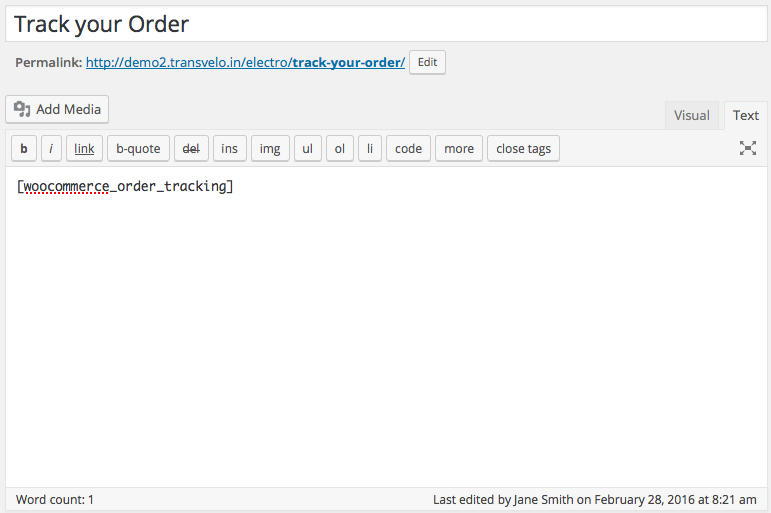 Track your Order
Permalink: http://demo2.transvelo.in/electro/track-your-order/ Edit
Add Media
Visual Text
b i link b-quote del ins img ul ol li code more close tags
[woocommerce_order_tracking]
Word count: 1 Last edited by Jane Smith on February 28, 2016 at 8:21 am